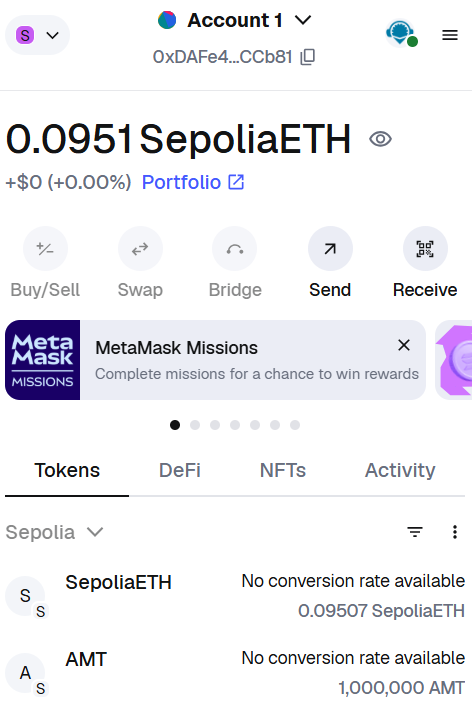 S
Account 1
0xDAFe4...CCb81
0.0951 SepoliaETH
+$0 (+0.00%) Portfolio
Buy/Sell
Swap
Bridge
Send
Receive
Meta
Mask
MISSIONS
MetaMask Missions
Complete missions for a chance to win rewards
Tokens
DeFi
NFTs
Activity
Sepolia
S
S
SepoliaETH
No conversion rate available
0.09507 SepoliaETH
A
S
AMT
No conversion rate available
1,000,000 AMT